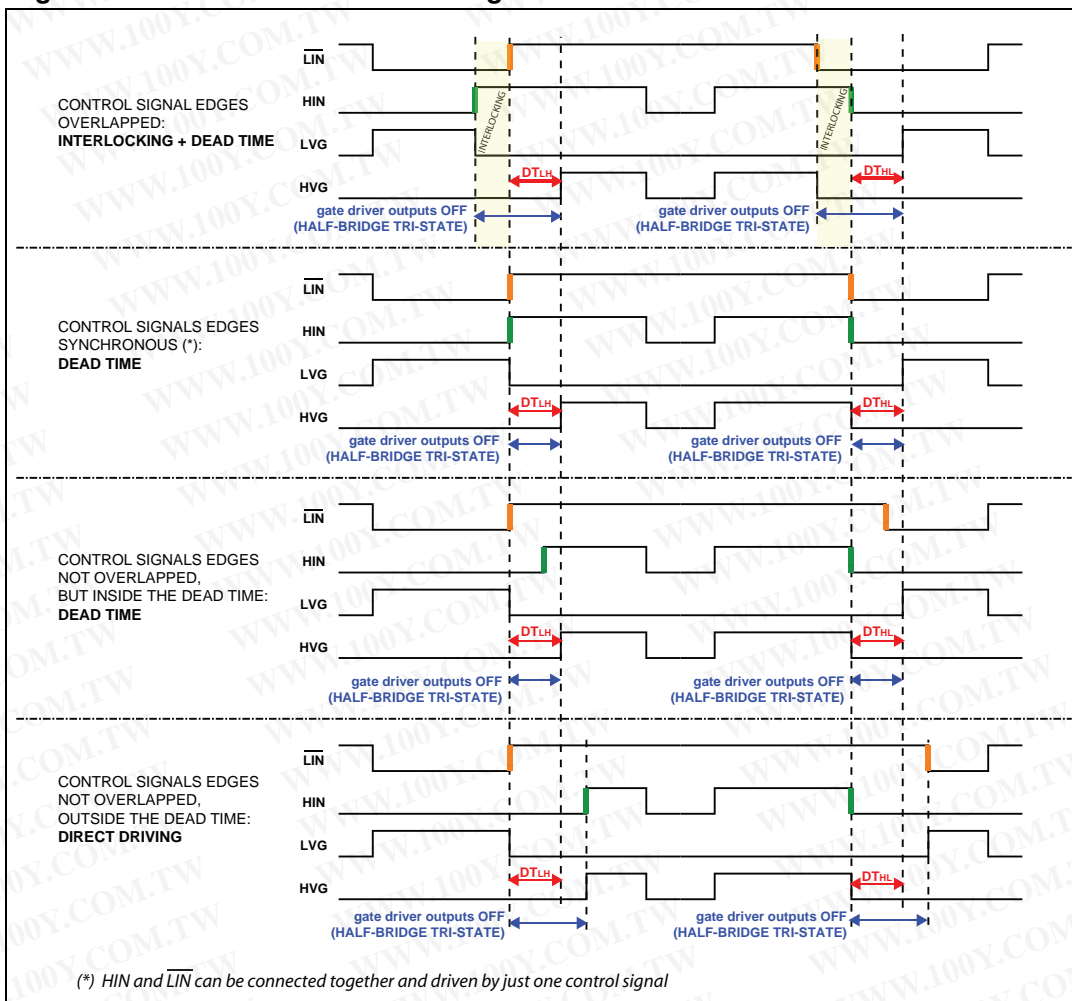 LIN
CONTROL SIGNAL EDGES
OVERLAPPED:
INTERLOCKING + DEAD TIME
HIN
INTERLOCKING
INTERLOCKING
LVG
DTLH
DTHL
HVG
gate driver outputs OFF
(HALF-BRIDGE TRI-STATE)
gate driver outputs OFF
(HALF-BRIDGE TRI-STATE)
LIN
CONTROL SIGNALS EDGES
SYNCHRONOUS (*):
DEAD TIME
HIN
LVG
DTLH
DTHL
HVG
gate driver outputs OFF
(HALF-BRIDGE TRI-STATE)
gate driver outputs OFF
(HALF-BRIDGE TRI-STATE)
LIN
CONTROL SIGNALS EDGES
NOT OVERLAPPED,
BUT INSIDE THE DEAD TIME:
DEAD TIME
HIN
LVG
DTLH
DTHL
HVG
gate driver outputs OFF
(HALF-BRIDGE TRI-STATE)
gate driver outputs OFF
(HALF-BRIDGE TRI-STATE)
LIN
CONTROL SIGNALS EDGES
NOT OVERLAPPED,
OUTSIDE THE DEAD TIME:
DIRECT DRIVING
HIN
LVG
DTLH
DTHL
HVG
gate driver outputs OFF
(HALF-BRIDGE TRI-STATE)
gate driver outputs OFF
(HALF-BRIDGE TRI-STATE)
(*) HIN and LIN can be connected together and driven by just one control signal
WWW.100Y.COM.TW